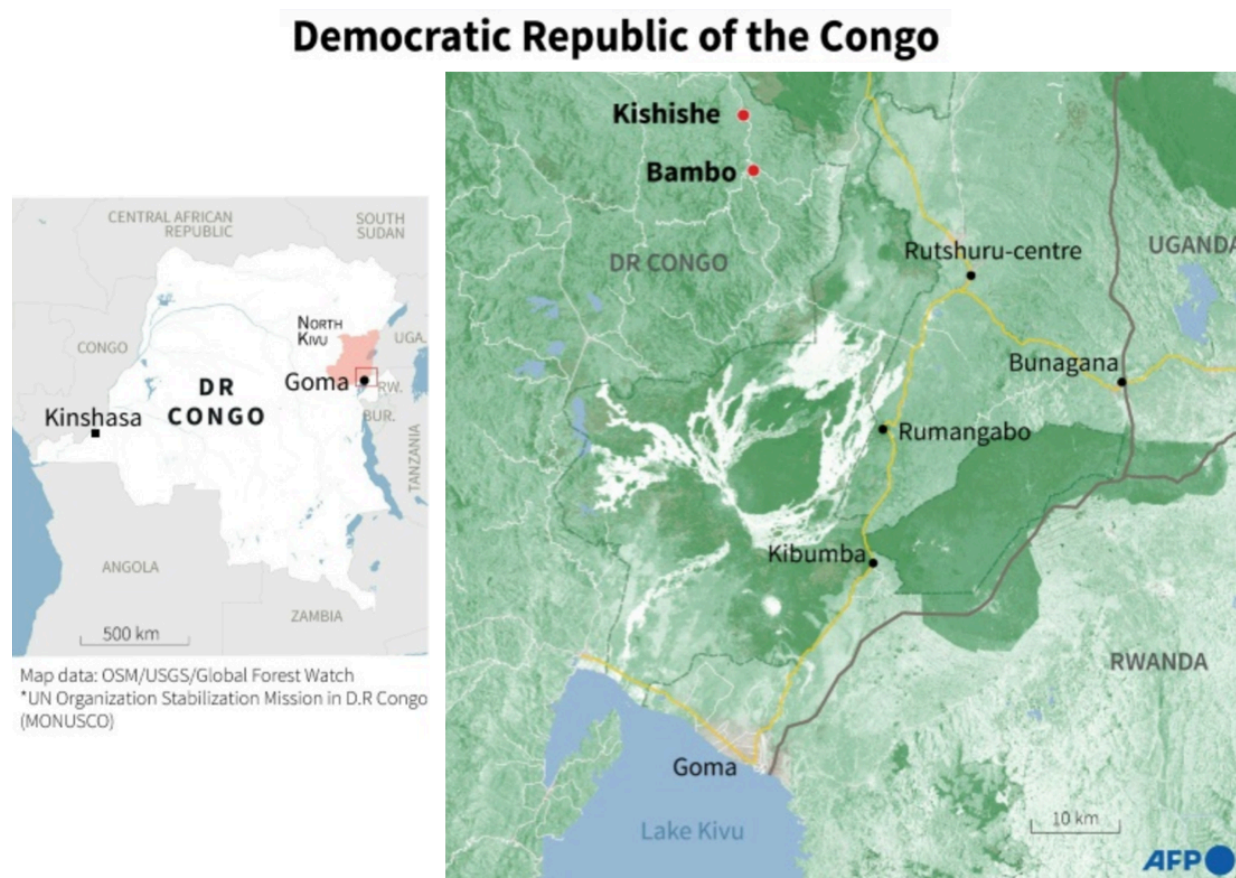 Democratic Republic of the Congo
CENTRAL AFRICAN
REPUBLIC
SOUTH
SUDAN
NORTH
KIVU
UGA.
CONGO
DR
CONGO
Goma
RW.
Kinshasa
BUR.
TANZANIA
ANGOLA
ZAMBIA
500 km
Map data: OSM/USGS/Global Forest Watch
*UN Organization Stabilization Mission in D.R Congo
(MONUSCO)
Kishishe
Bambo
DR CONGO
Rutshuru-centre
UGANDA
Bunagana
Rumangabo
Kibumba
RWANDA
Goma
Lake Kivu
10 km
AFP